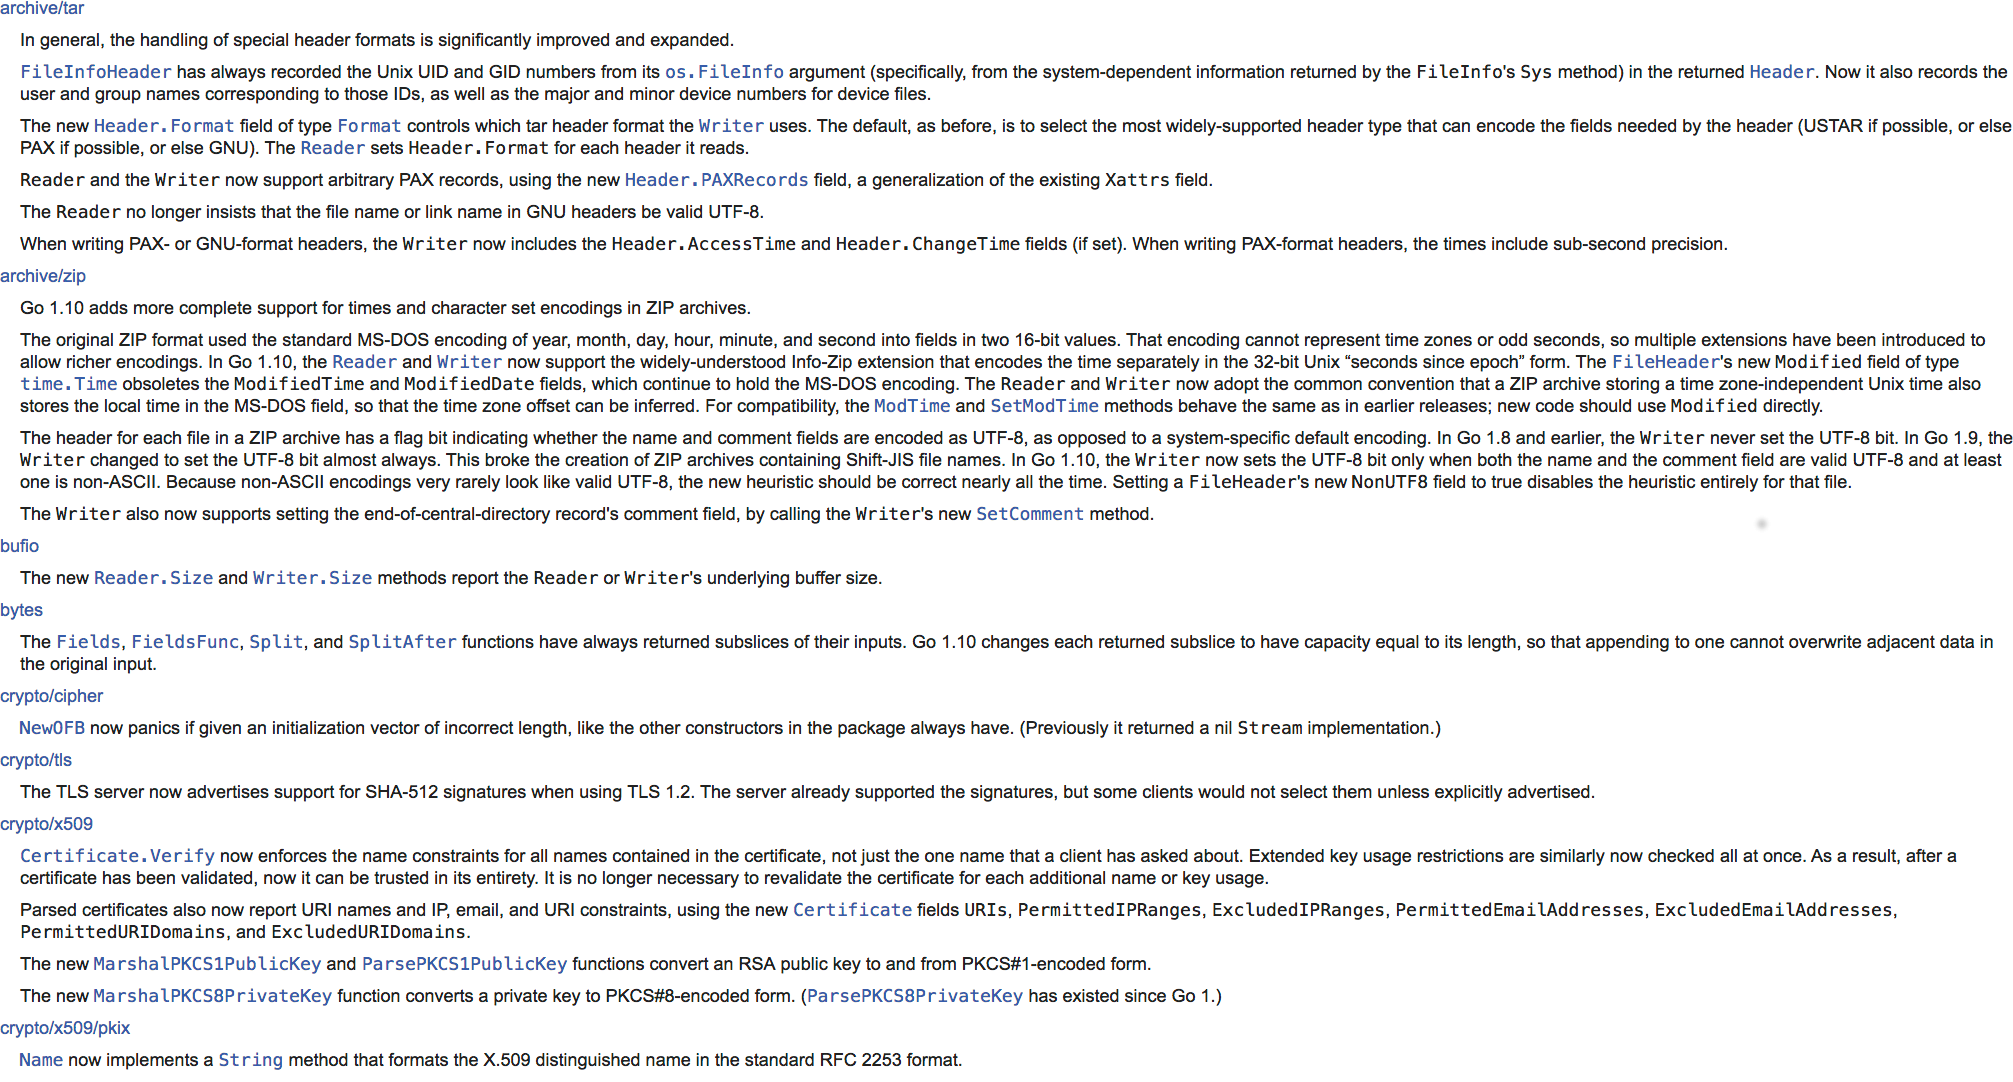 archive/tar
In general, the handling of special header formats is significantly improved and expanded.
FileInfoHeader has always recorded the Unix UID and GID numbers from its os.FileInfo argument (specifically, from the system-dependent information returned by the FileInfo's Sys method) in the returned Header. Now it also records the
user and group names corresponding to those IDs, as well as the major and minor device numbers for device files.
The new Header.Format field of type Format controls which tar header format the Writer uses. The default, as before, is to select the most widely-supported header type that can encode the fields needed by the header (USTAR if possible, or else
PAX if possible, or else GNU). The Reader sets Header.Format for each header it reads.
Reader and the Writer now support arbitrary PAX records, using the new Header.PAXRecords field, a generalization of the existing Xattrs field.
The Reader no longer insists that the file name or link name in GNU headers be valid UTF-8.
When writing PAX- or GNU-format headers, the Writer now includes the Header.AccessTime and Header.ChangeTime fields (if set). When writing PAX-format headers, the times include sub-second precision.
archive/zip
Go 1.10 adds more complete support for times and character set encodings in ZIP archives.
The original ZIP format used the standard MS-DOS encoding of year, month, day, hour, minute, and second into fields in two 16-bit values. That encoding cannot represent time zones or odd seconds, so multiple extensions have been introduced to
allow richer encodings. In Go 1.10, the Reader and Writer now support the widely-understood Info-Zip extension that encodes the time separately in the 32-bit Unix “seconds since epoch” form. The FileHeader's new Modified field of type
time.Time obsoletes the ModifiedTime and ModifiedDate fields, which continue to hold the MS-DOS encoding. The Reader and Writer now adopt the common convention that a ZIP archive storing a time zone-independent Unix time also
stores the local time in the MS-DOS field, so that the time zone offset can be inferred. For compatibility, the ModTime and SetModTime methods behave the same as in earlier releases; new code should use Modified directly.
The header for each file in a ZIP archive has a flag bit indicating whether the name and comment fields are encoded as UTF-8, as opposed to a system-specific default encoding. In Go 1.8 and earlier, the Writer never set the UTF-8 bit. In Go 1.9, the
Writer changed to set the UTF-8 bit almost always. This broke the creation of ZIP archives containing Shift-JIS file names. In Go 1.10, the Writer now sets the UTF-8 bit only when both the name and the comment field are valid UTF-8 and at least
one is non-ASCII. Because non-ASCII encodings very rarely look like valid UTF-8, the new heuristic should be correct nearly all the time. Setting a FileHeader's new NonUTF8 field to true disables the heuristic entirely for that file.
The Writer also now supports setting the end-of-central-directory record's comment field, by calling the Writer's new SetComment method.
bufio
The new Reader.Size and Writer.Size methods report the Reader or Writer's underlying buffer size.
bytes
The Fields, FieldsFunc, Split, and SplitAfter functions have always returned subslices of their inputs. Go 1.10 changes each returned subslice to have capacity equal to its length, so that appending to one cannot overwrite adjacent data in
the original input.
crypto/cipher
NewOFB now panics if given an initialization vector of incorrect length, like the other constructors in the package always have. (Previously it returned a nil Stream implementation.)
crypto/tls
The TLS server now advertises support for SHA-512 signatures when using TLS 1.2. The server already supported the signatures, but some clients would not select them unless explicitly advertised.
crypto/x509
Certificate.Verify now enforces the name constraints for all names contained in the certificate, not just the one name that a client has asked about. Extended key usage restrictions are similarly now checked all at once. As a result, after a
certificate has been validated, now it can be trusted in its entirety. It is no longer necessary to revalidate the certificate for each additional name or key usage.
Parsed certificates also now report URI names and IP, email, and URI constraints, using the new Certificate fields URIs, PermittedIPRanges, ExcludedIPRanges, PermittedEmailAddresses, ExcludedEmailAddresses,
PermittedURIDomains, and ExcludedURIDomains.
The new MarshalPKCS1PublicKey and ParsePKCS1PublicKey functions convert an RSA public key to and from PKCS#1-encoded form.
The new MarshalPKCS8PrivateKey function converts a private key to PKCS#8-encoded form. (ParsePKCS8PrivateKey has existed since Go 1.)
crypto/x509/pkix
Name now implements a String method that formats the X.509 distinguished name in the standard RFC 2253 format.